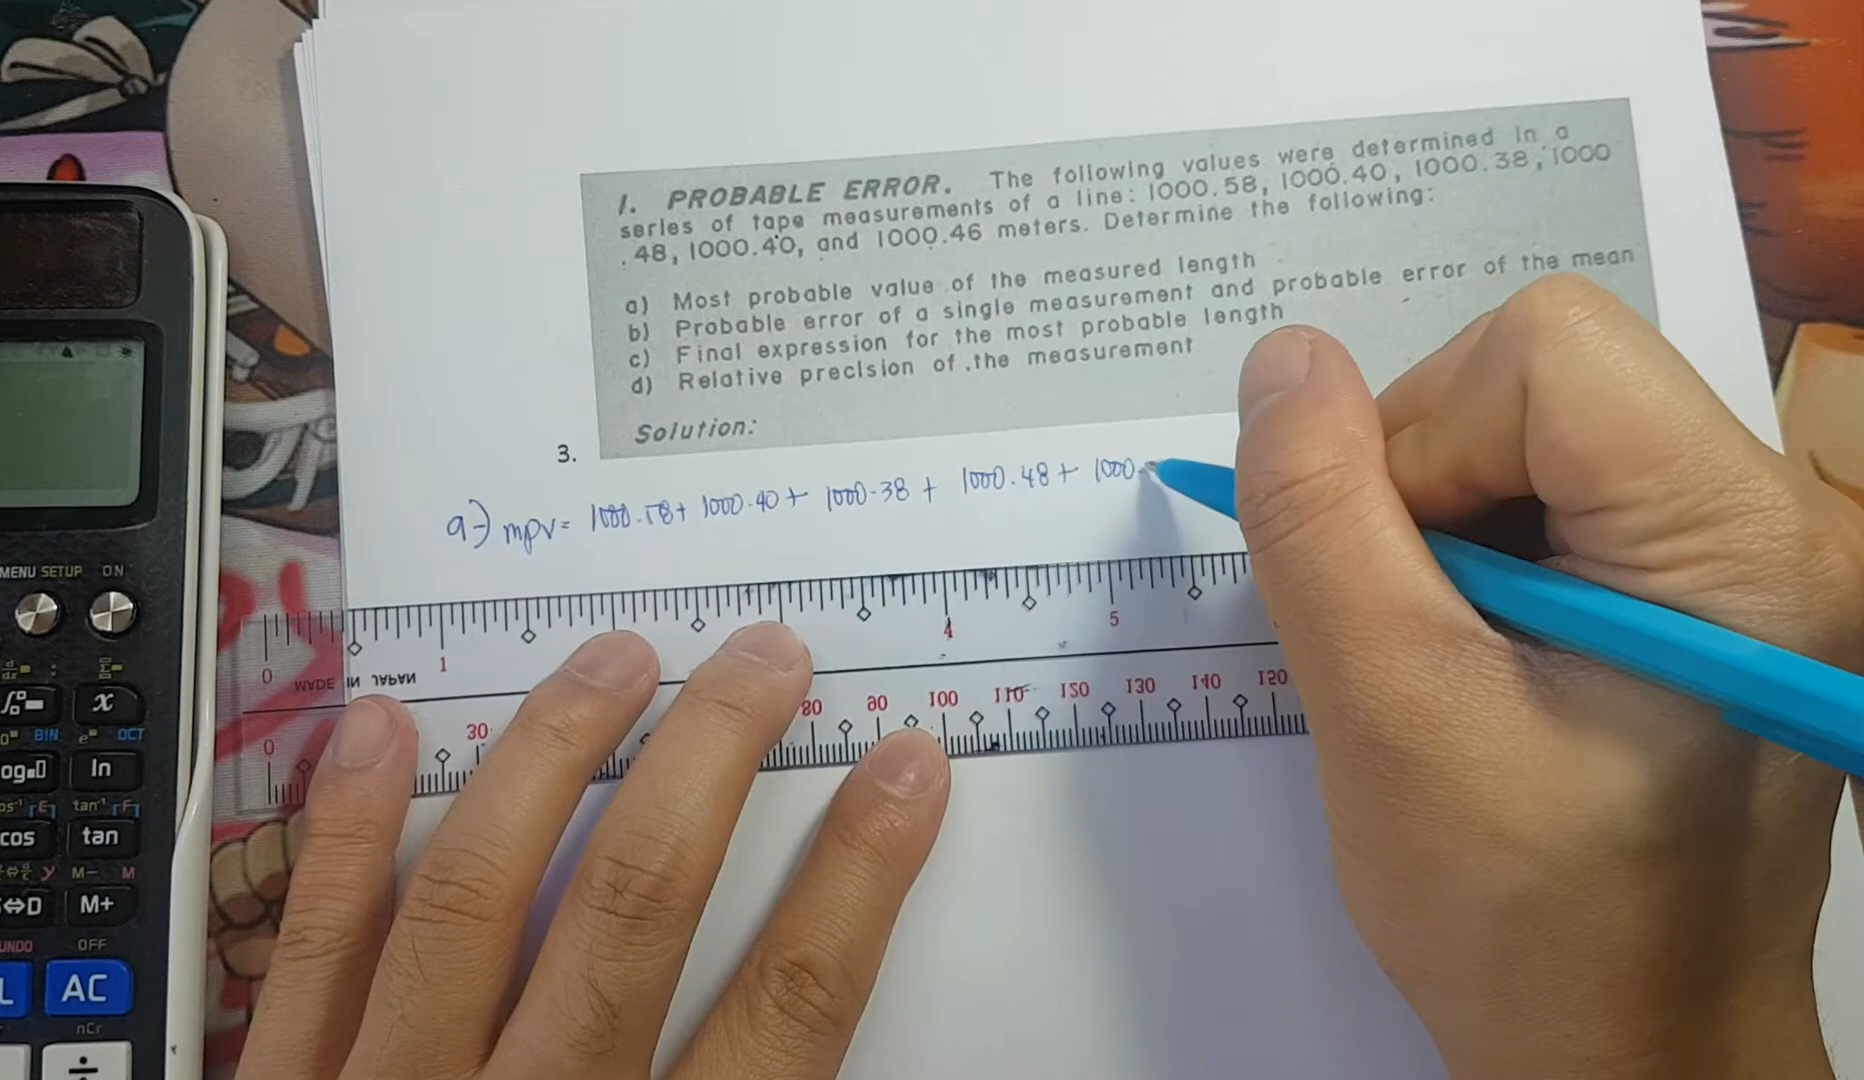 1. PROBABLE ERROR. The following values were determined in a
series of tape measurements of a line: 1000.58, 1000.40, 1000.38, 1000
.48, 1000.40, and 1000.46 meters. Determine the following:
a) Most probable value of the measured length
b) Probable error of a single measurement and probable error of the mean
c) Final expression for the most probable length
d) Relative precision of the measurement
Solution:
3.
a-) mpv = 1000.58 + 1000.40 + 1000.38 + 1000.48 + 1000.
0 1 4 5
MADE IN JAPAN
0 30 80 90 100 110 120 130 140 150
MENU SETUP ON
x
BIN OCT
ln
tan⁻¹
cos tan
y M− M
S⇔D M+
UNDO OFF
AC
nCr
÷